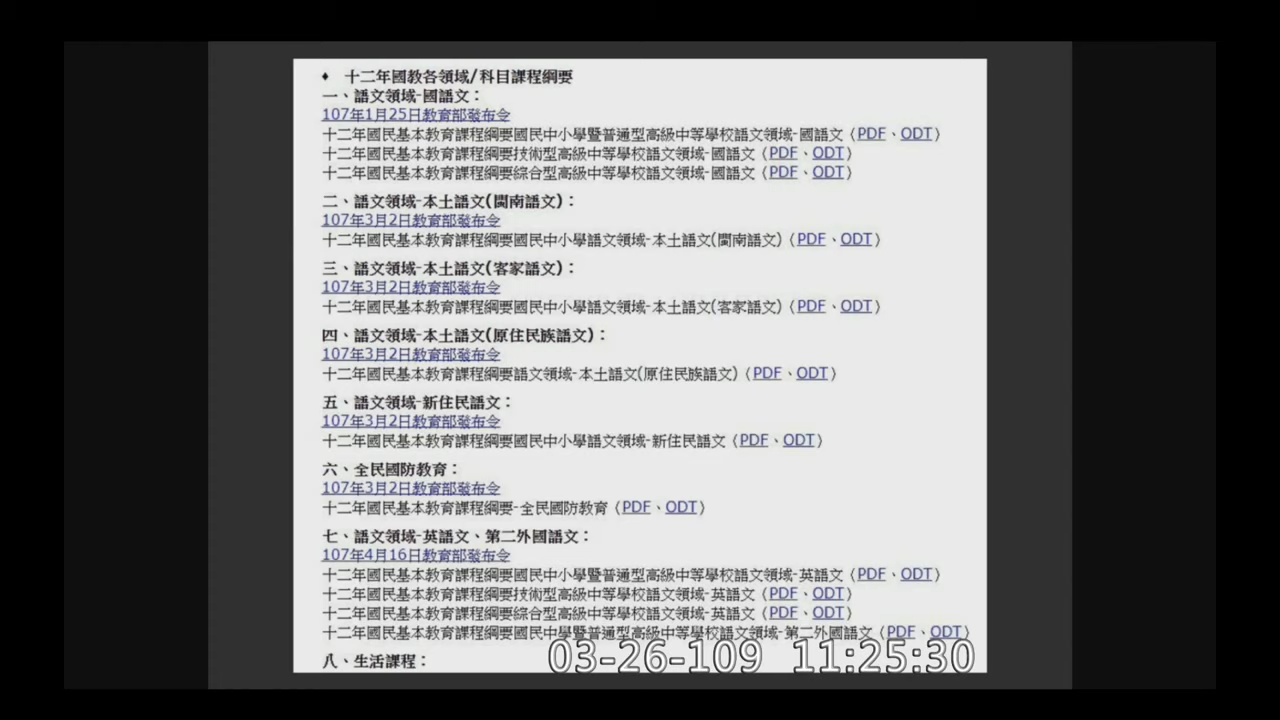 ♦ 十二年國教各領域/科目課程綱要
一、語文領域-國語文：
107年1月25日教育部發布令
十二年國民基本教育課程綱要國民中小學暨普通型高級中等學校語文領域-國語文（PDF、ODT）
十二年國民基本教育課程綱要技術型高級中等學校語文領域-國語文（PDF、ODT）
十二年國民基本教育課程綱要綜合型高級中等學校語文領域-國語文（PDF、ODT）
二、語文領域-本土語文(閩南語文)：
107年3月2日教育部發布令
十二年國民基本教育課程綱要國民中小學語文領域-本土語文(閩南語文)（PDF、ODT）
三、語文領域-本土語文(客家語文)：
107年3月2日教育部發布令
十二年國民基本教育課程綱要國民中小學語文領域-本土語文(客家語文)（PDF、ODT）
四、語文領域-本土語文(原住民族語文)：
107年3月2日教育部發布令
十二年國民基本教育課程綱要語文領域-本土語文(原住民族語文)（PDF、ODT）
五、語文領域-新住民語文：
107年3月2日教育部發布令
十二年國民基本教育課程綱要國民中小學語文領域-新住民語文（PDF、ODT）
六、全民國防教育：
107年3月2日教育部發布令
十二年國民基本教育課程綱要-全民國防教育（PDF、ODT）
七、語文領域-英語文、第二外國語文：
107年4月16日教育部發布令
十二年國民基本教育課程綱要國民中小學暨普通型高級中等學校語文領域-英語文（PDF、ODT）
十二年國民基本教育課程綱要技術型高級中等學校語文領域-英語文（PDF、ODT）
十二年國民基本教育課程綱要綜合型高級中等學校語文領域-英語文（PDF、ODT）
十二年國民基本教育課程綱要國民中學暨普通型高級中等學校語文領域-第二外國語文（PDF、ODT）
八、生活課程：
03-26-109 11:25:30